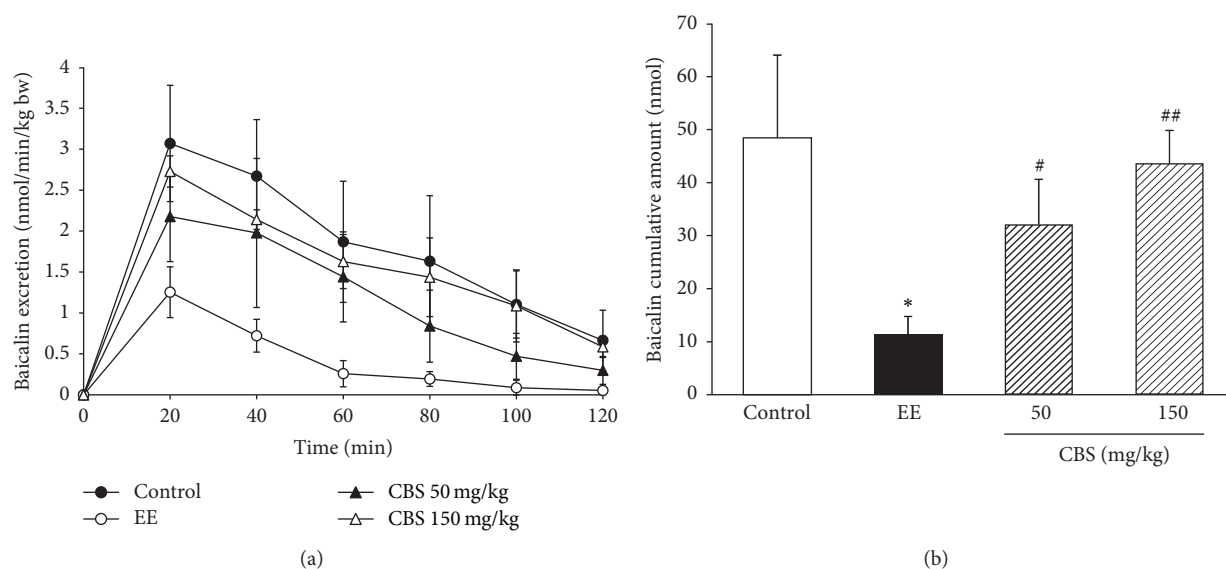 4
3.5
3
2.5
2
1.5
1
0.5
0
Baicalin excretion (nmol/min/kg bw)
0 20 40 60 80 100 120
Time (min)
Control
EE
CBS 50 mg/kg
CBS 150 mg/kg
(a)
70
60
50
40
30
20
10
0
Baicalin cumulative amount (nmol)
*
#
##
Control EE 50 150
CBS (mg/kg)
(b)